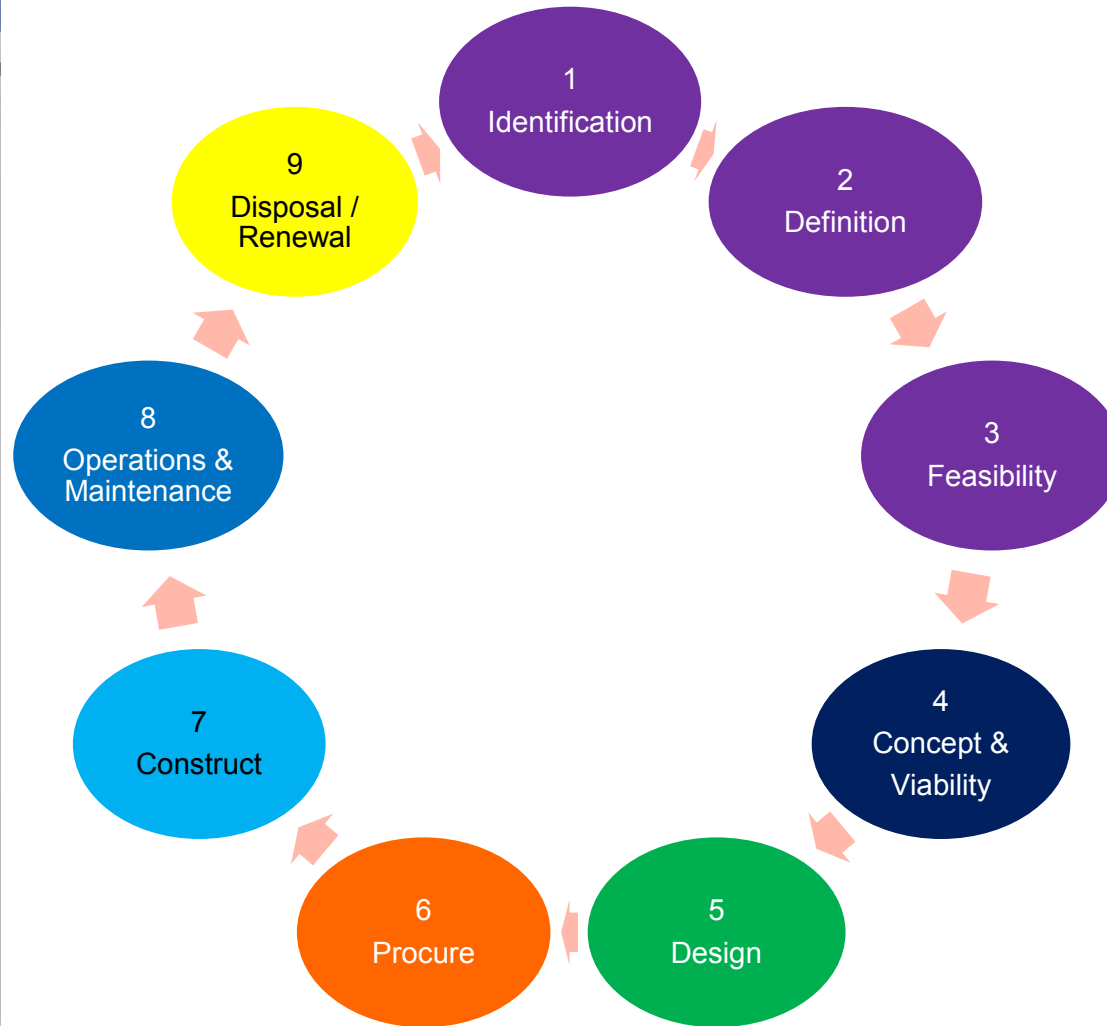 1
Identification
2
Definition
3
Feasibility
4
Concept &
Viability
5
Design
6
Procure
7
Construct
8
Operations &
Maintenance
9
Disposal /
Renewal